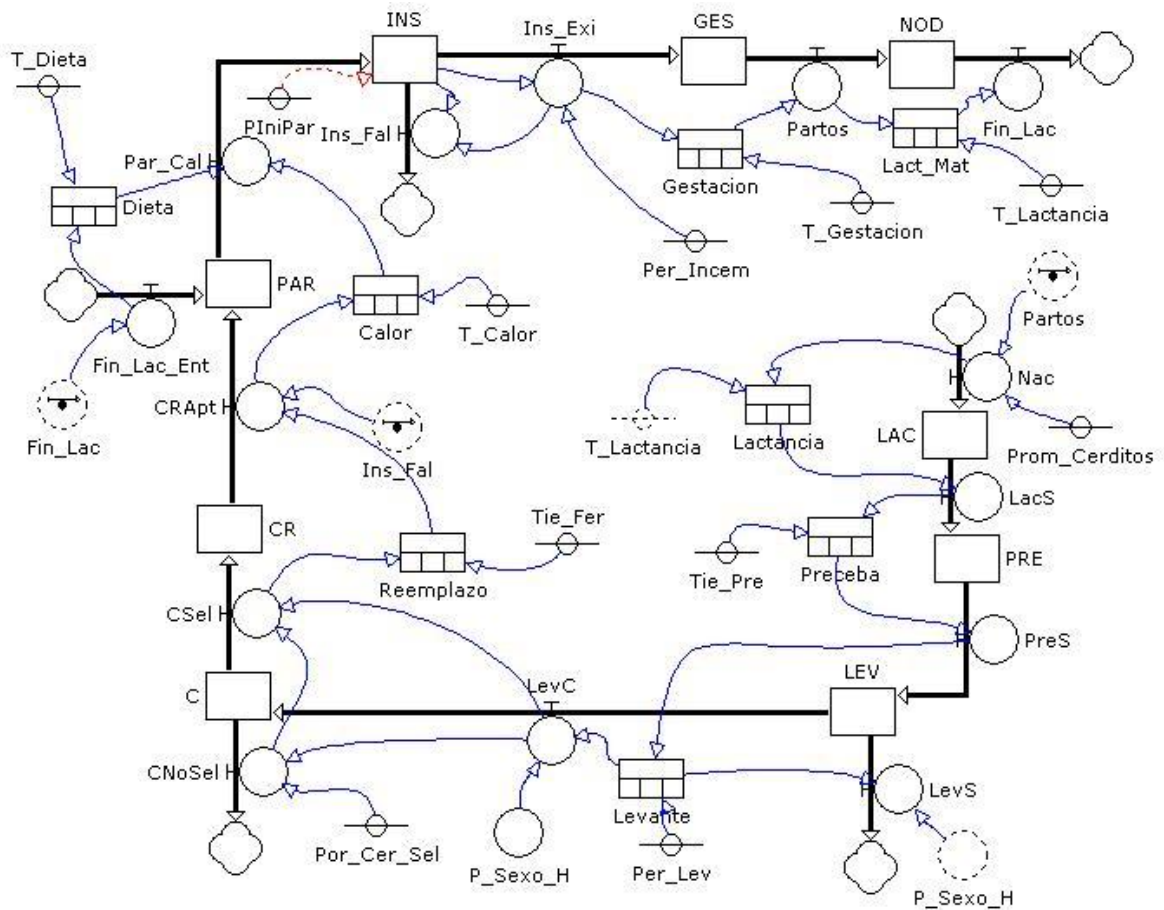 INS
Ins_Exi
GES
NOD
T_Dieta
PIniPar
Ins_Fal
Partos
Fin_Lac
Par_Cal
Gestacion
Lact_Mat
Dieta
T_Gestacion
T_Lactancia
Per_Incem
PAR
Calor
T_Calor
Partos
Fin_Lac_Ent
Nac
CRApt
T_Lactancia
Lactancia
LAC
Prom_Cerditos
Fin_Lac
Ins_Fal
LacS
CR
Tie_Fer
PRE
Reemplazo
Tie_Pre
Preceba
CSel
PreS
LEV
C
LevC
CNoSel
LevS
Levante
Por_Cer_Sel
P_Sexo_H
Per_Lev
P_Sexo_H